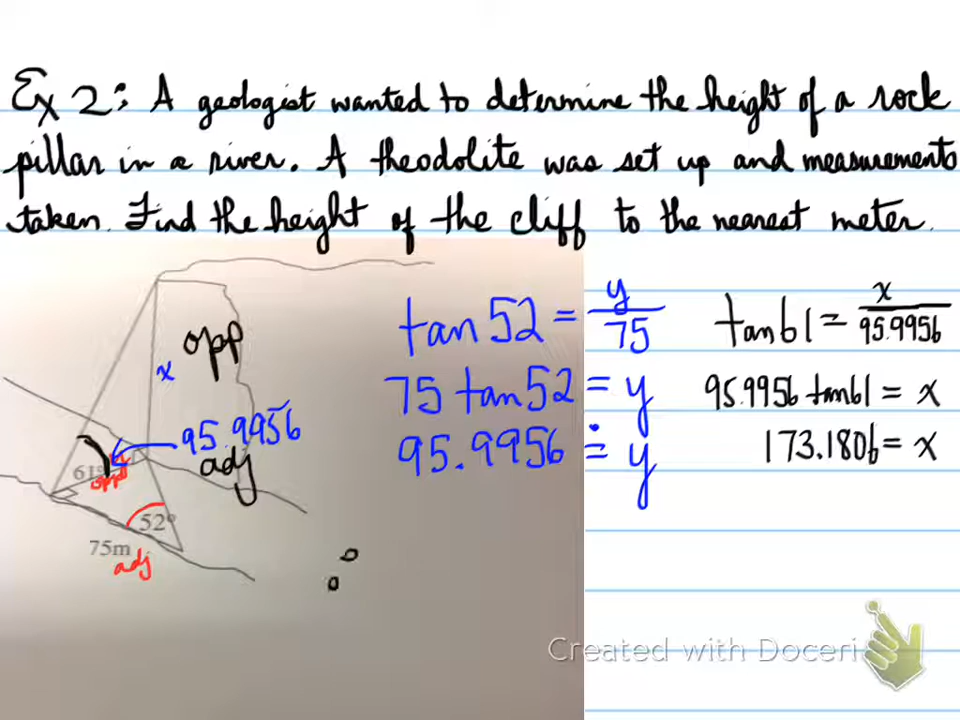 Ex 2: A geologist wanted to determine the height of a rock
pillar in a river. A theodolite was set up and measurements
taken. Find the height of the cliff to the nearest meter.
opp
x
95.9956
adj
61°
opp
52°
75m
adj
tan 52 = y/75
75 tan 52 = y
95.9956 ≐ y
tan 61 = x/95.9956
95.9956 tan 61 = x
173.1806 = x
Created with Doceri